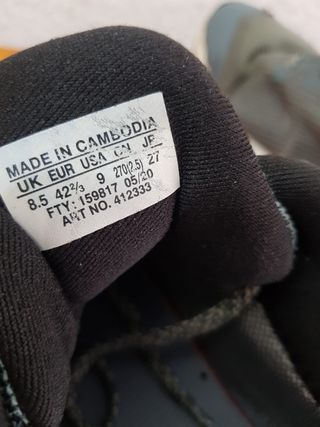 MADE IN CAMBODIA
UK EUR USA CN JP
8.5 42⅔ 9 270(2.5) 27
FTY: 159817 05/20
ART NO. 412333